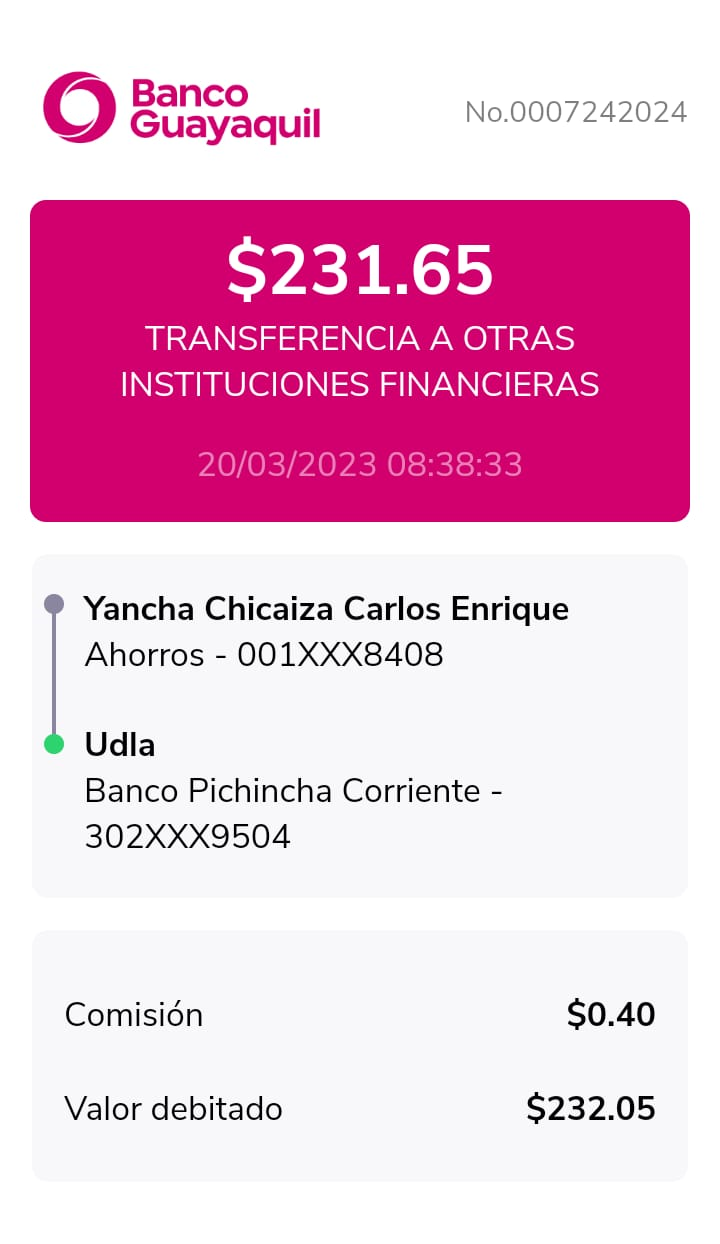 Banco
Guayaquil
No.0007242024
$231.65
TRANSFERENCIA A OTRAS
INSTITUCIONES FINANCIERAS
20/03/2023 08:38:33
Yancha Chicaiza Carlos Enrique
Ahorros - 001XXX8408
Udla
Banco Pichincha Corriente -
302XXX9504
Comisión $0.40
Valor debitado $232.05